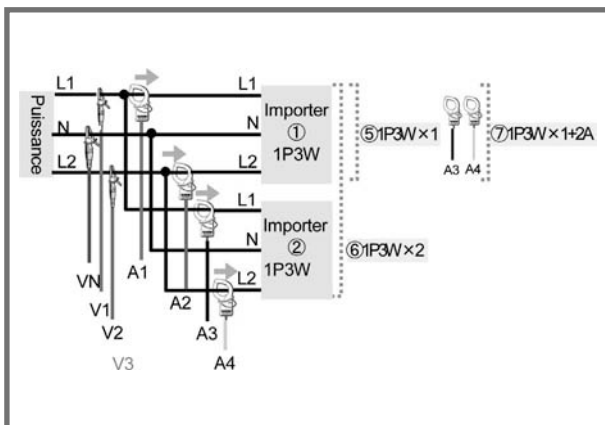 Puissance
L1
N
L2
L1
N
L2
Importer
①
1P3W
L1
N
L2
Importer
②
1P3W
⑤1P3W×1
⑥1P3W×2
A3
A4
⑦1P3W×1+2A
VN
V1
V2
V3
A1
A2
A3
A4